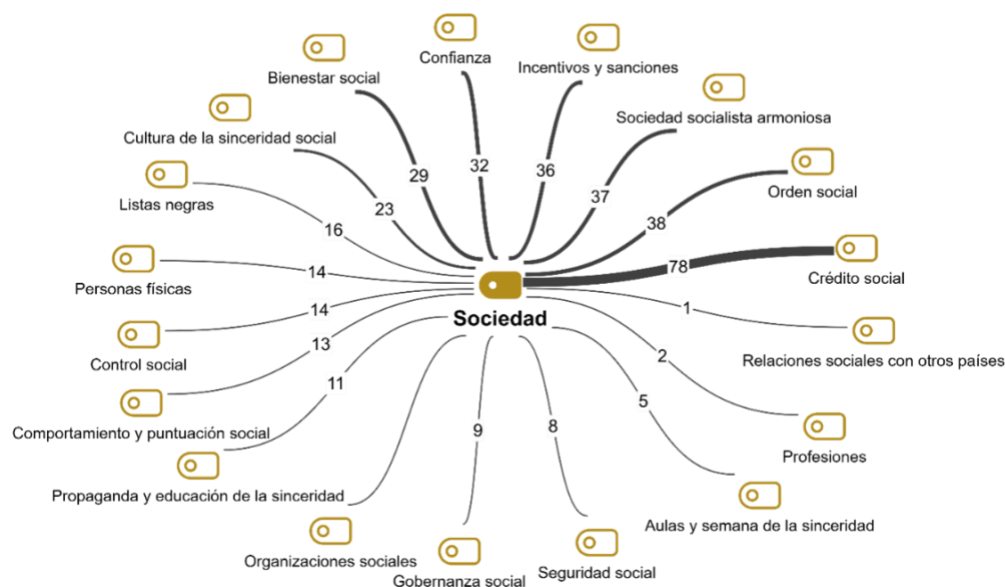 Confianza
Incentivos y sanciones
Bienestar social
Sociedad socialista armoniosa
Cultura de la sinceridad social
Orden social
Listas negras
Crédito social
Personas físicas
Control social
Relaciones sociales con otros países
Comportamiento y puntuación social
Profesiones
Propaganda y educación de la sinceridad
Aulas y semana de la sinceridad
Organizaciones sociales
Gobernanza social
Seguridad social
Sociedad
29
32
36
37
38
78
23
16
14
14
13
11
9
8
5
2
1